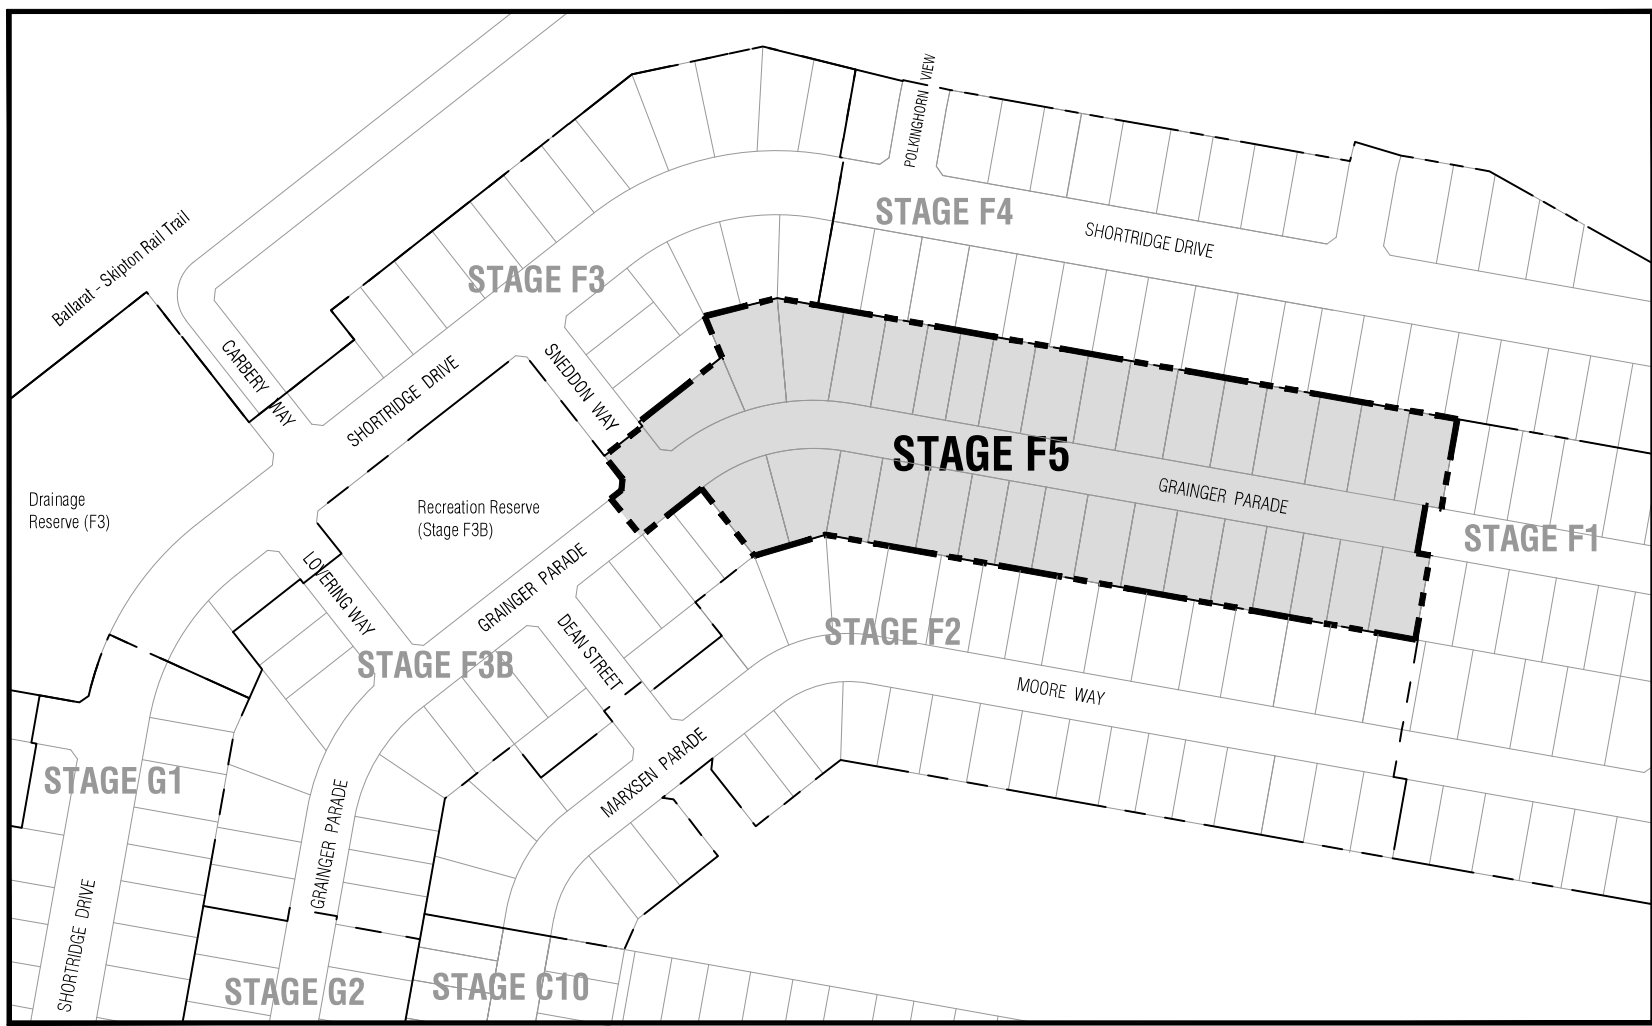 POLKINGHORN VIEW
STAGE F4
SHORTRIDGE DRIVE
Ballarat - Skipton Rail Trail
STAGE F3
CARBERY WAY
SHORTRIDGE DRIVE
SNEDDON WAY
STAGE F5
GRAINGER PARADE
Drainage
Reserve (F3)
Recreation Reserve
(Stage F3B)
STAGE F1
LOVERING WAY
GRAINGER PARADE
DEAN STREET
STAGE F2
STAGE F3B
MOORE WAY
STAGE G1
MARXSEN PARADE
GRAINGER PARADE
SHORTRIDGE DRIVE
STAGE G2
STAGE C10